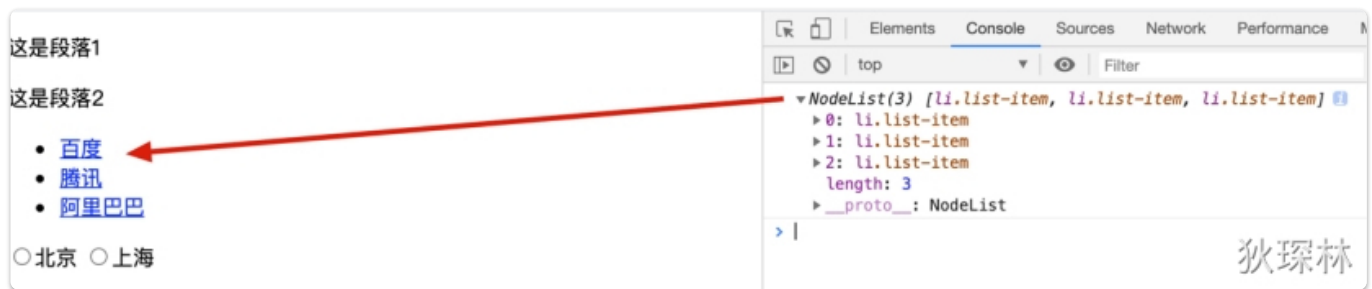 这是段落1
这是段落2
百度
腾讯
阿里巴巴
北京 上海
Elements Console Sources Network Performance
top Filter
NodeList(3) [li.list-item, li.list-item, li.list-item]
0: li.list-item
1: li.list-item
2: li.list-item
length: 3
__proto__: NodeList
狄琛林